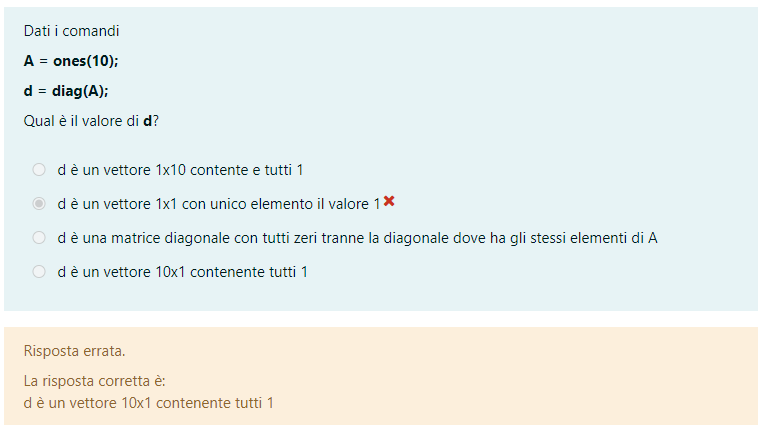 Dati i comandi
A = ones(10);
d = diag(A);
Qual è il valore di d?
d è un vettore 1x10 contente e tutti 1
d è un vettore 1x1 con unico elemento il valore 1
d è una matrice diagonale con tutti zeri tranne la diagonale dove ha gli stessi elementi di A
d è un vettore 10x1 contenente tutti 1
Risposta errata.
La risposta corretta è:
d è un vettore 10x1 contenente tutti 1